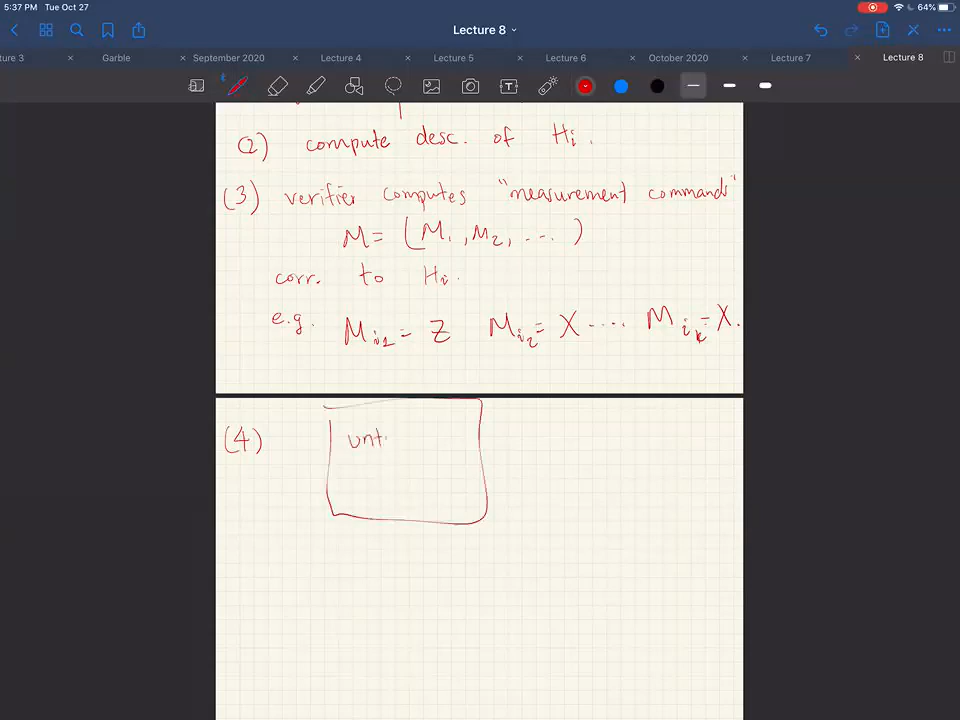 5:37 PM Tue Oct 27
64%
Lecture 8
ure 3
Garble
September 2020
Lecture 4
Lecture 5
Lecture 6
October 2020
Lecture 7
Lecture 8
(2) compute desc. of Hi.
(3) verifier computes "measurement commands"
M = (M1, M2, .... )
corr. to Hi.
e.g. Mi1 = Z Mi2 = X .... Mik = X.
(4) unt.